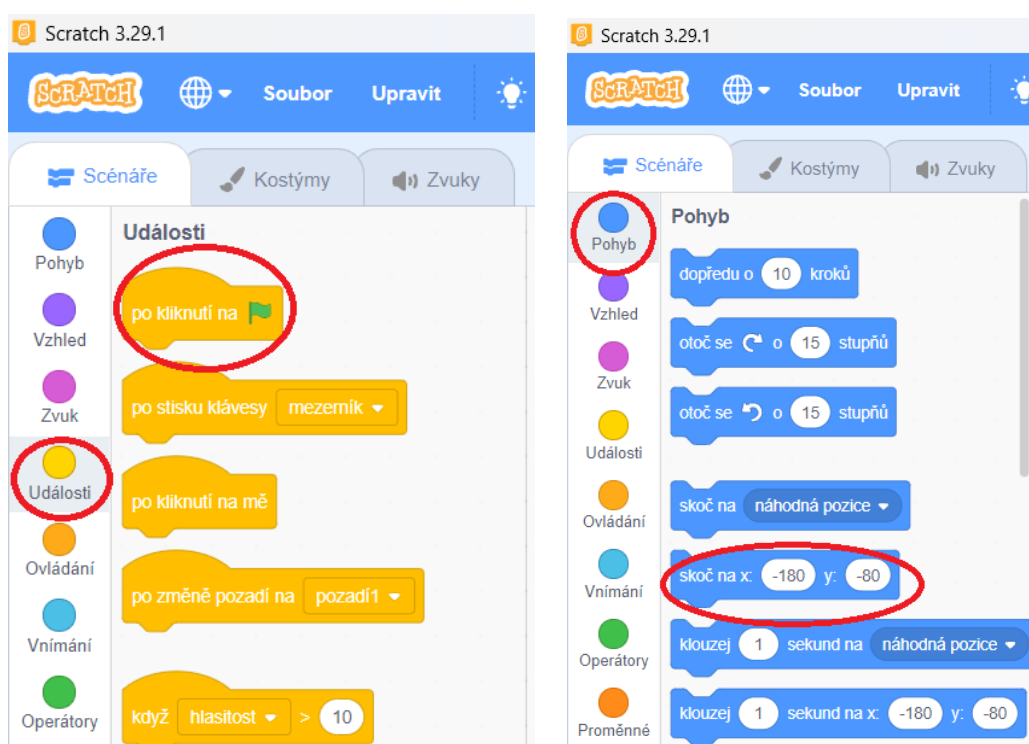 Scratch 3.29.1
SCRATCH Soubor Upravit
Scénáře Kostýmy Zvuky
Události
Pohyb
Vzhled
Zvuk
Události
Ovládání
Vnímání
Operátory
po kliknutí na
po stisku klávesy mezerník
po kliknutí na mě
po změně pozadí na pozadí1
když hlasitost > 10
Scratch 3.29.1
SCRATCH Soubor Upravit
Scénáře Kostýmy Zvuky
Pohyb
Pohyb
Vzhled
Zvuk
Události
Ovládání
Vnímání
Operátory
Proměnné
dopředu o 10 kroků
otoč se o 15 stupňů
otoč se o 15 stupňů
skoč na náhodná pozice
skoč na x: -180 y: -80
klouzej 1 sekund na náhodná pozice
klouzej 1 sekund na x: -180 y: -80